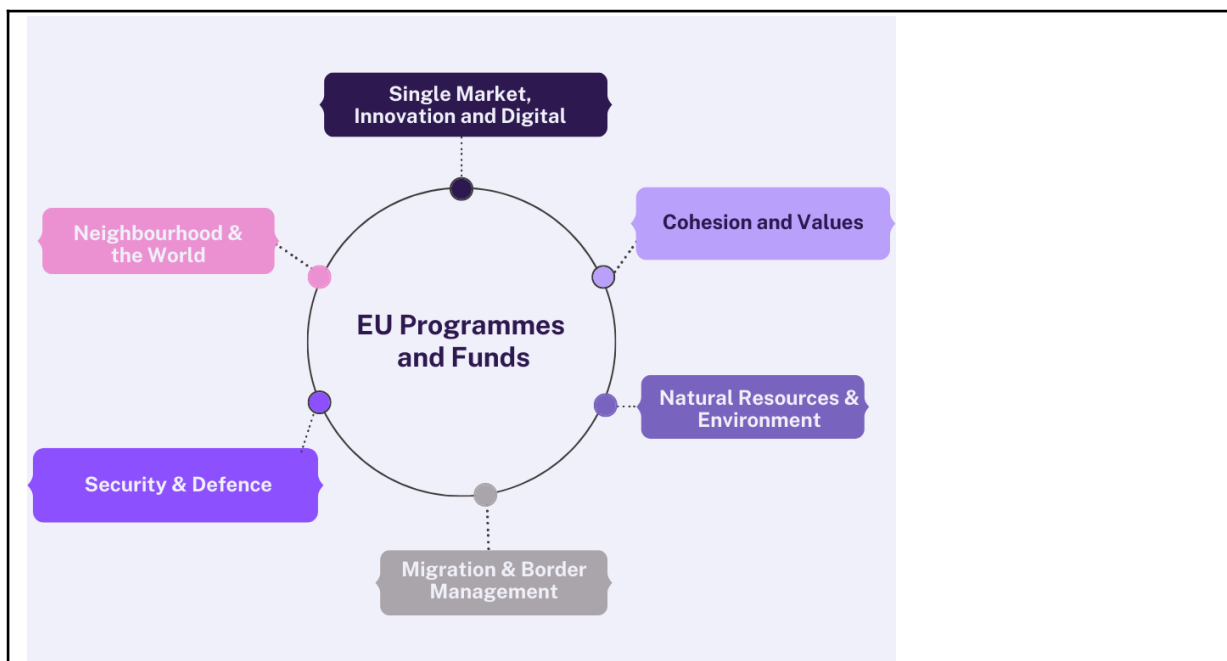 Single Market,
Innovation and Digital
Neighbourhood &
the World
Cohesion and Values
EU Programmes
and Funds
Natural Resources &
Environment
Security & Defence
Migration & Border
Management